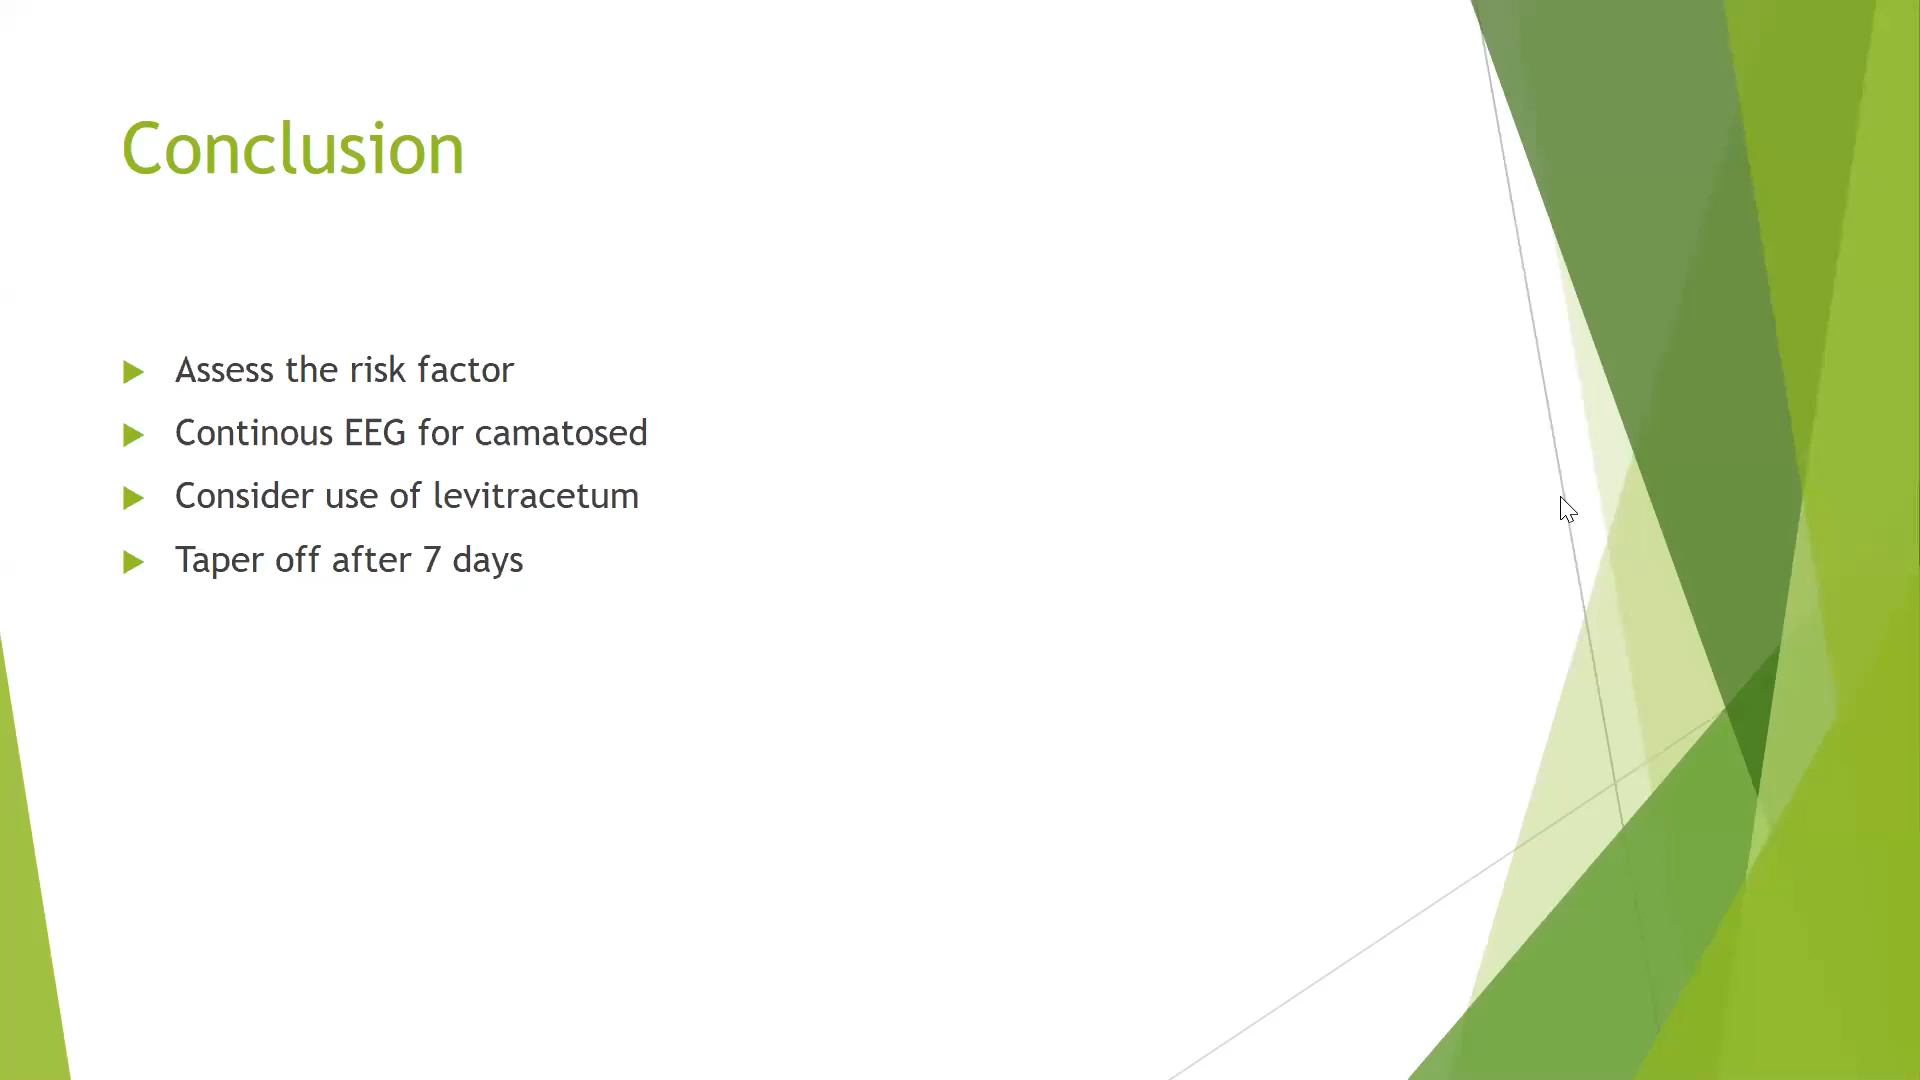 Conclusion
Assess the risk factor
Continous EEG for camatosed
Consider use of levitracetum
Taper off after 7 days